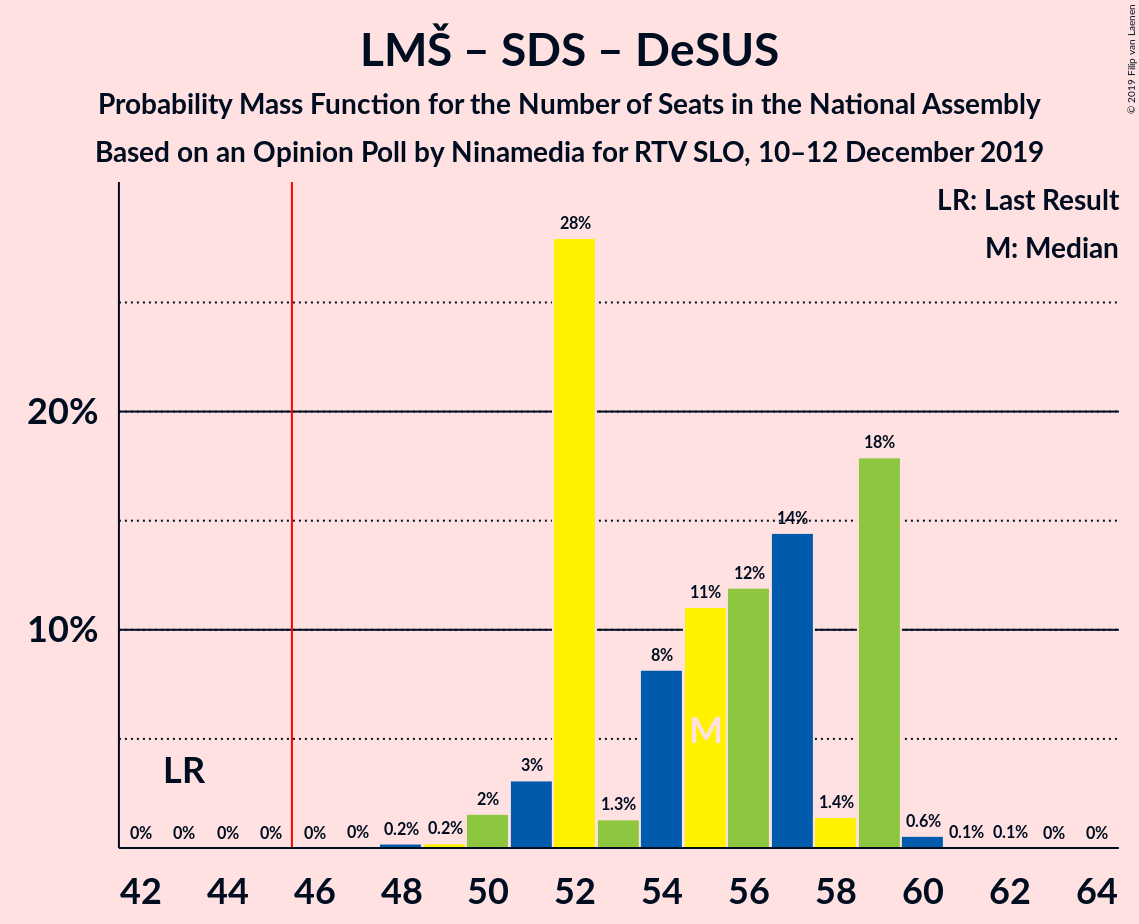 LMŠ – SDS – DeSUS
Probability Mass Function for the Number of Seats in the National Assembly
Based on an Opinion Poll by Ninamedia for RTV SLO, 10–12 December 2019
© 2019 Filip van Laenen
LR: Last Result
M: Median
28%
20%
18%
14%
12%
11%
10%
8%
M
LR
3%
2%
1.3%
1.4%
0% 0% 0% 0% 0% 0% 0.2% 0.2% 0.6% 0.1% 0.1% 0% 0%
42 44 46 48 50 52 54 56 58 60 62 64